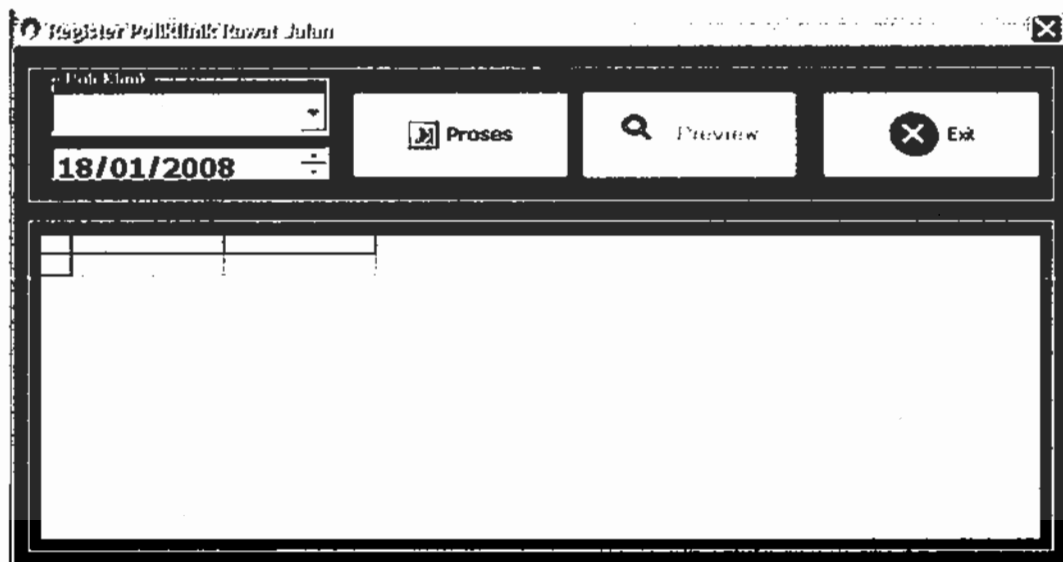 Register Poliklinik Rawat Jalan
Poli Klinik
Proses
Preview
Exit
18/01/2008